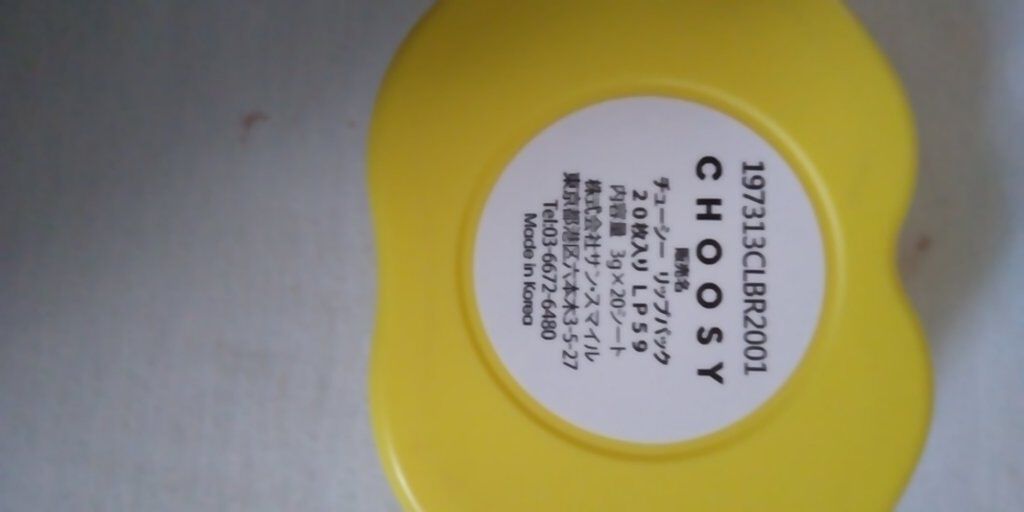 197313CLBR2001
CHOOSY
販売名
チューシー リップパック
20枚入り LP59
内容量 3g×20シート
株式会社サン・スマイル
東京都港区六本木3-5-27
Tel:03-6672-6480
Made in Korea